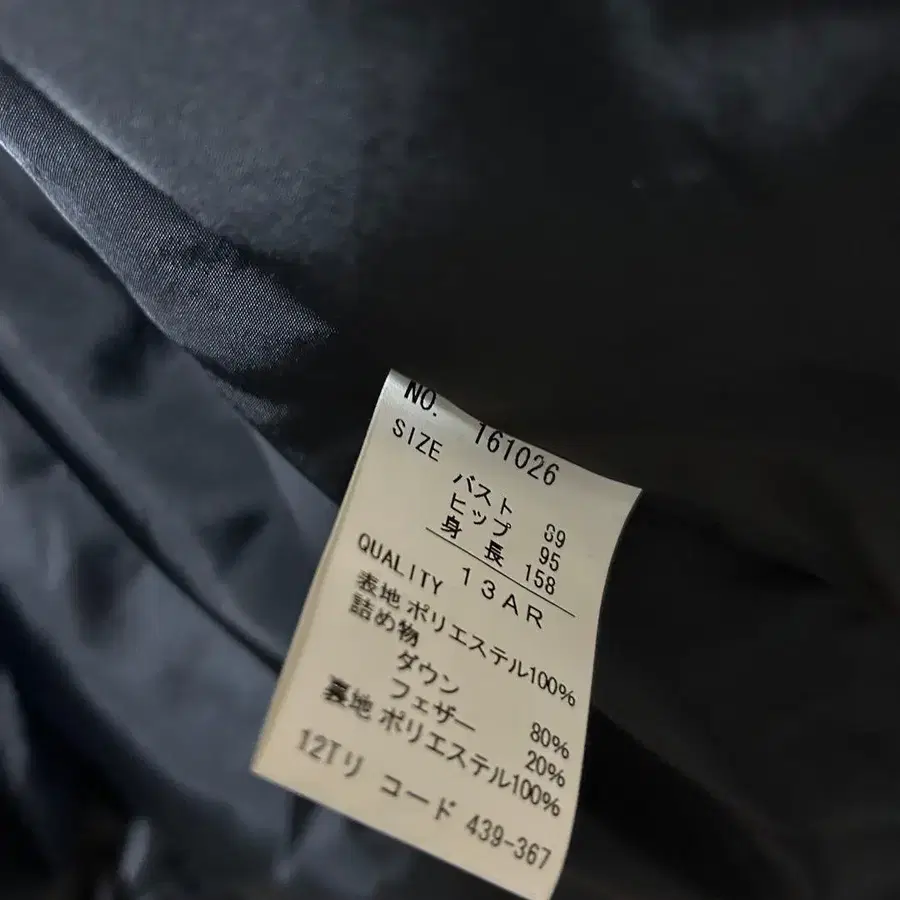 NO. 161026
SIZE
バスト 89
ヒップ 95
身 長 158
13AR
QUALITY
表地 ポリエステル100%
詰め物
ダウン 80%
フェザー 20%
裏地 ポリエステル100%
12Tリ コード 439-367